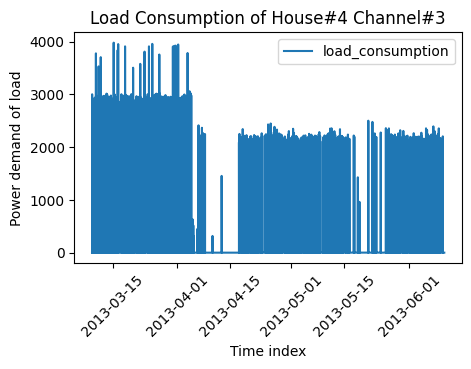 Load Consumption of House#4 Channel#3
load_consumption
Power demand of load
4000
3000
2000
1000
0
2013-03-15
2013-04-01
2013-04-15
2013-05-01
2013-05-15
2013-06-01
Time index